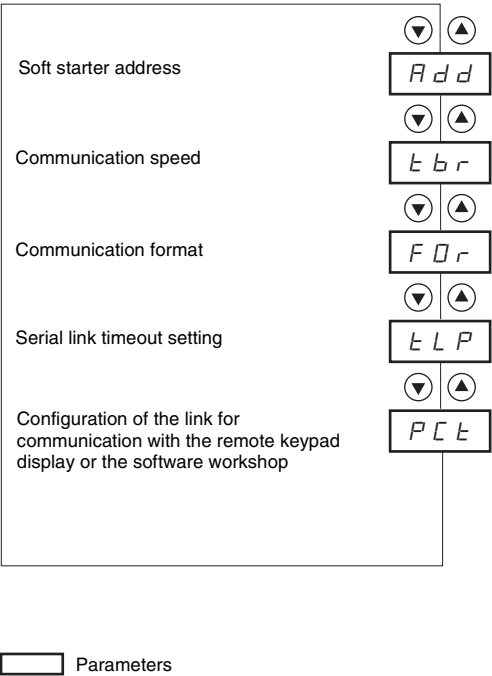 Soft starter address
Add
Communication speed
tbr
Communication format
FOr
Serial link timeout setting
tLP
Configuration of the link for
communication with the remote keypad
display or the software workshop
PCt
Parameters